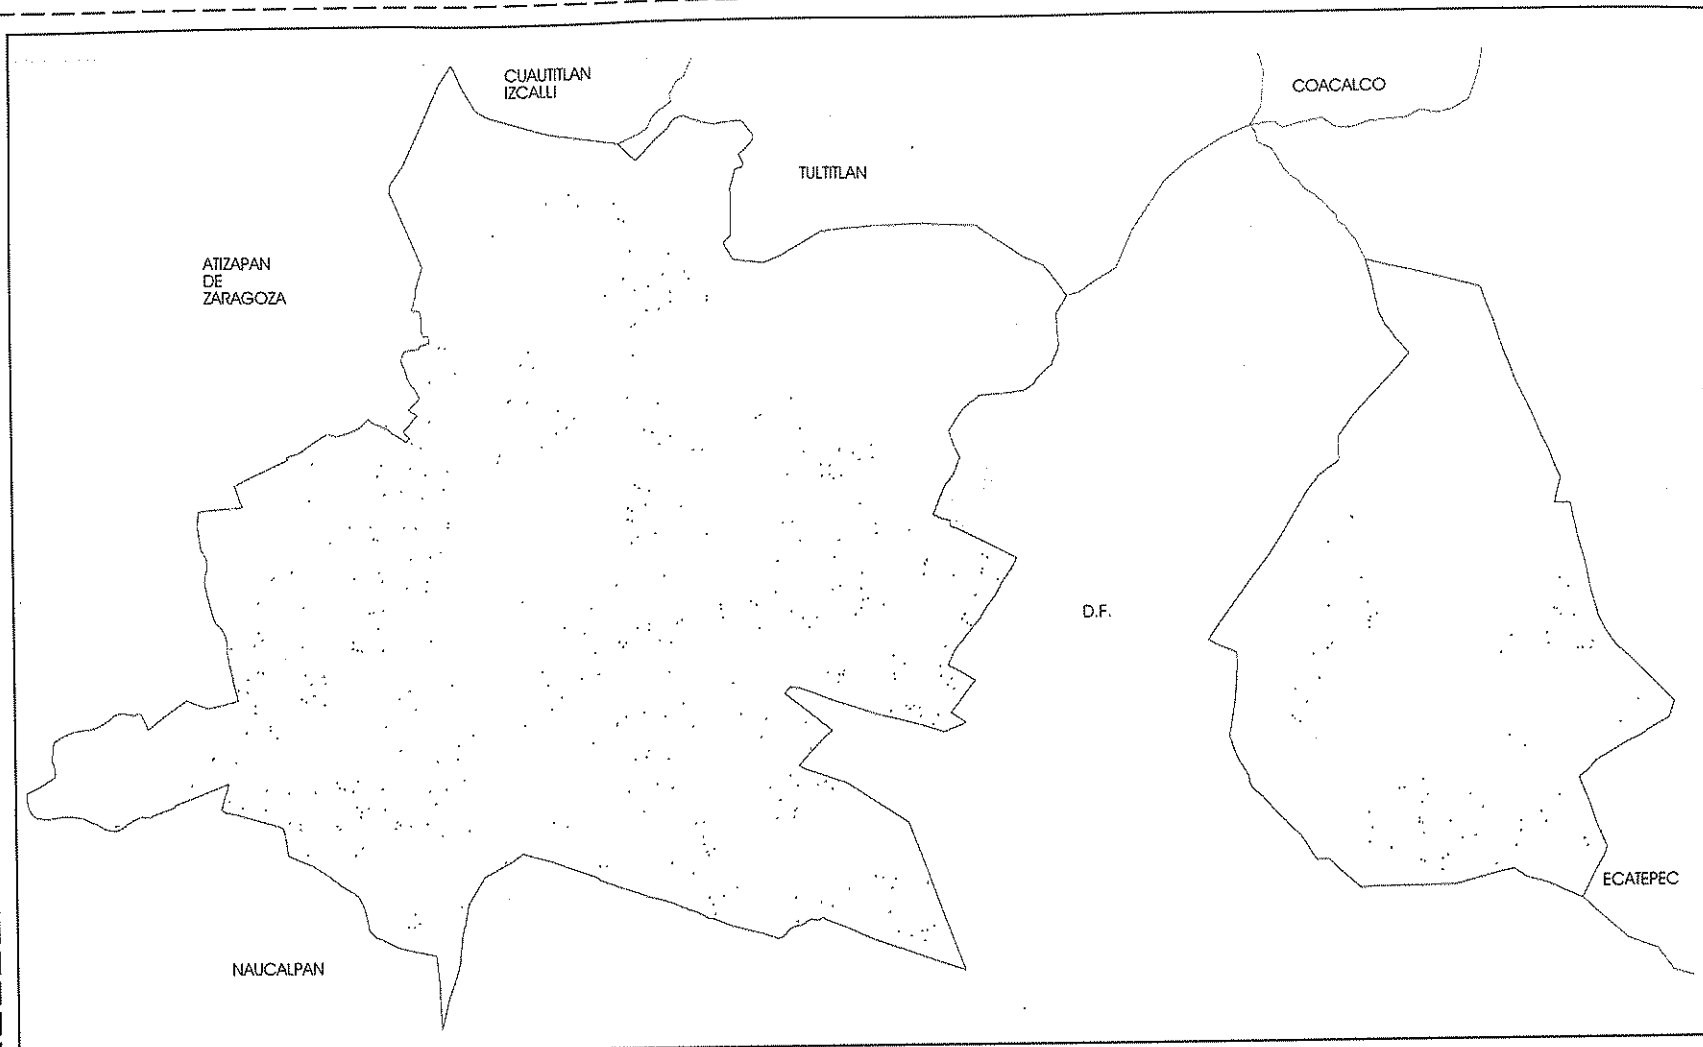 CUAUTITLAN
IZCALLI
COACALCO
TULTITLAN
ATIZAPAN
DE
ZARAGOZA
D.F.
ECATEPEC
NAUCALPAN